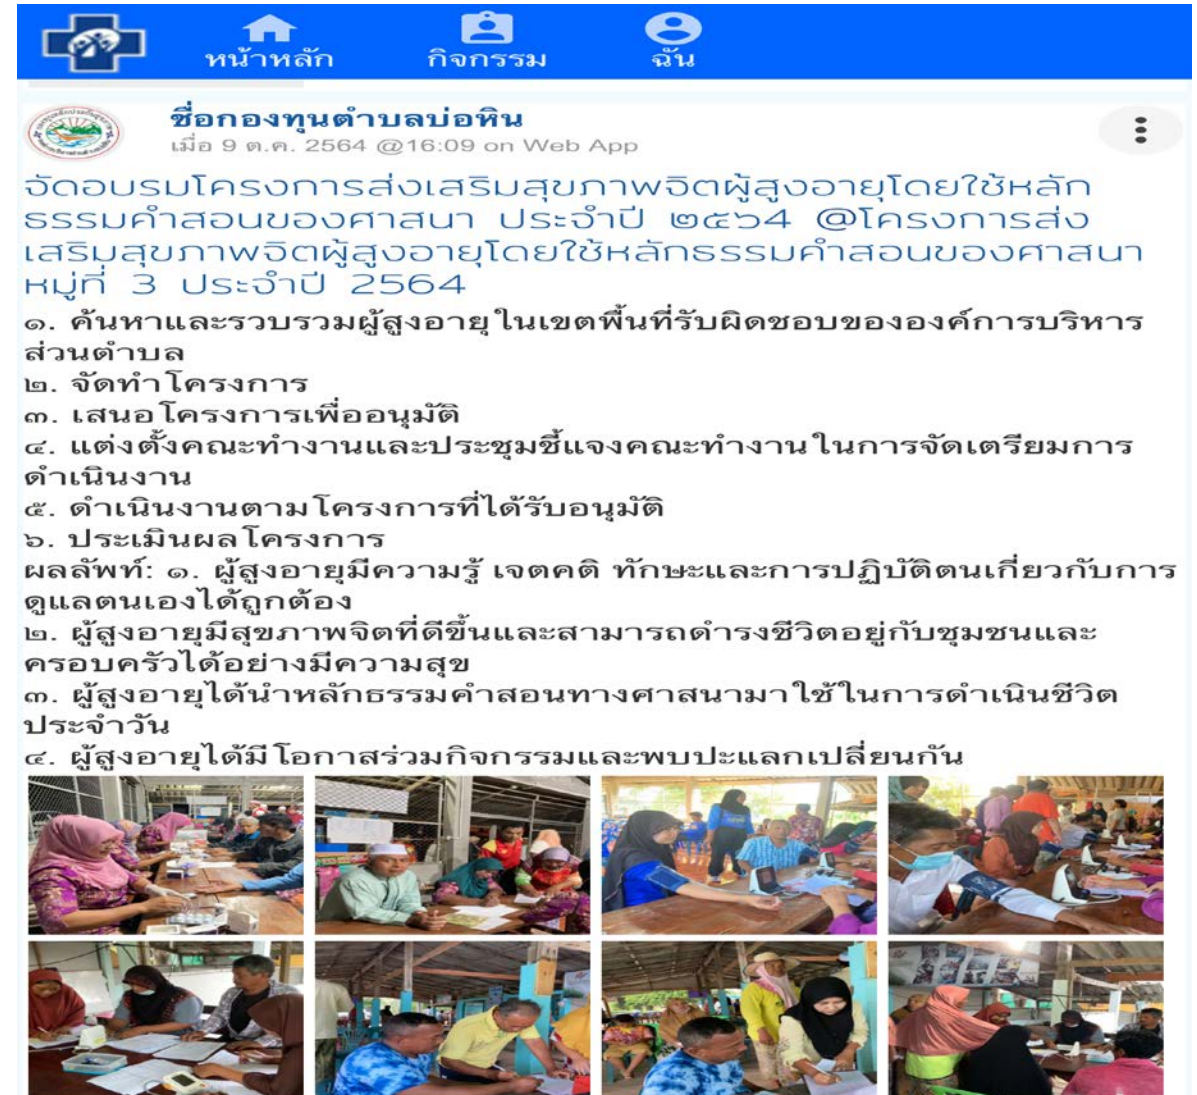 หน้าหลัก กิจกรรม ฉัน
ชื่อกองทุนตำบลบ่อหิน
เมื่อ 9 ต.ค. 2564 @16:09 on Web App
จัดอบรมโครงการส่งเสริมสุขภาพจิตผู้สูงอายุโดยใช้หลัก
ธรรมคำสอนของศาสนา ประจำปี ๒๕๖4 @โครงการส่ง
เสริมสุขภาพจิตผู้สูงอายุโดยใช้หลักธรรมคำสอนของศาสนา
หมู่ที่ 3 ประจำปี 2564
๑. ค้นหาและรวบรวมผู้สูงอายุในเขตพื้นที่รับผิดชอบขององค์การบริหาร
ส่วนตำบล
๒. จัดทำโครงการ
๓. เสนอโครงการเพื่ออนุมัติ
๔. แต่งตั้งคณะทำงานและประชุมชี้แจงคณะทำงานในการจัดเตรียมการ
ดำเนินงาน
๕. ดำเนินงานตามโครงการที่ได้รับอนุมัติ
๖. ประเมินผลโครงการ
ผลลัพท์: ๑. ผู้สูงอายุมีความรู้ เจตคติ ทักษะและการปฏิบัติตนเกี่ยวกับการ
ดูแลตนเองได้ถูกต้อง
๒. ผู้สูงอายุมีสุขภาพจิตที่ดีขึ้นและสามารถดำรงชีวิตอยู่กับชุมชนและ
ครอบครัวได้อย่างมีความสุข
๓. ผู้สูงอายุได้นำหลักธรรมคำสอนทางศาสนามาใช้ในการดำเนินชีวิต
ประจำวัน
๔. ผู้สูงอายุได้มีโอกาสร่วมกิจกรรมและพบปะแลกเปลี่ยนกัน